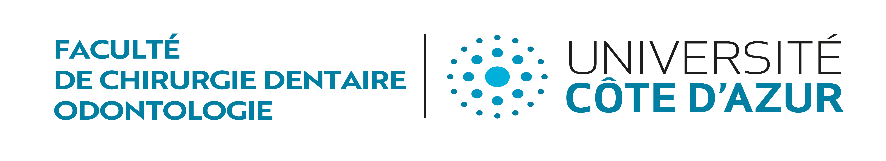 FACULTÉ
DE CHIRURGIE DENTAIRE
ODONTOLOGIE
UNIVERSITÉ
CÔTE D'AZUR